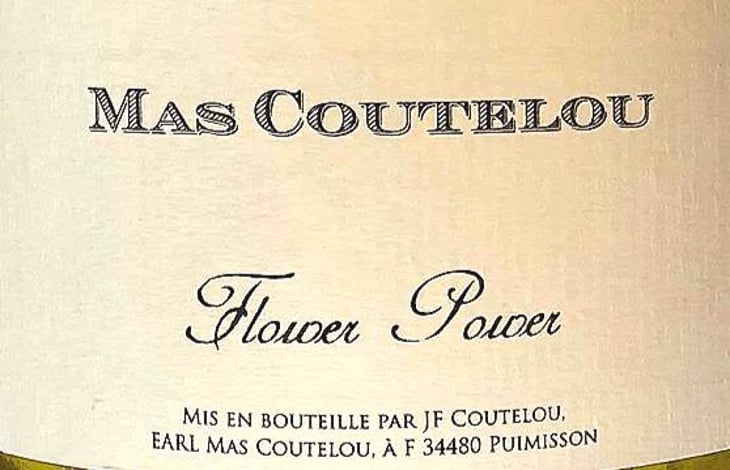 MAS COUTELOU
Flower Power
MIS EN BOUTEILLE PAR JF COUTELOU,
EARL MAS COUTELOU, À F 34480 PUIMISSON